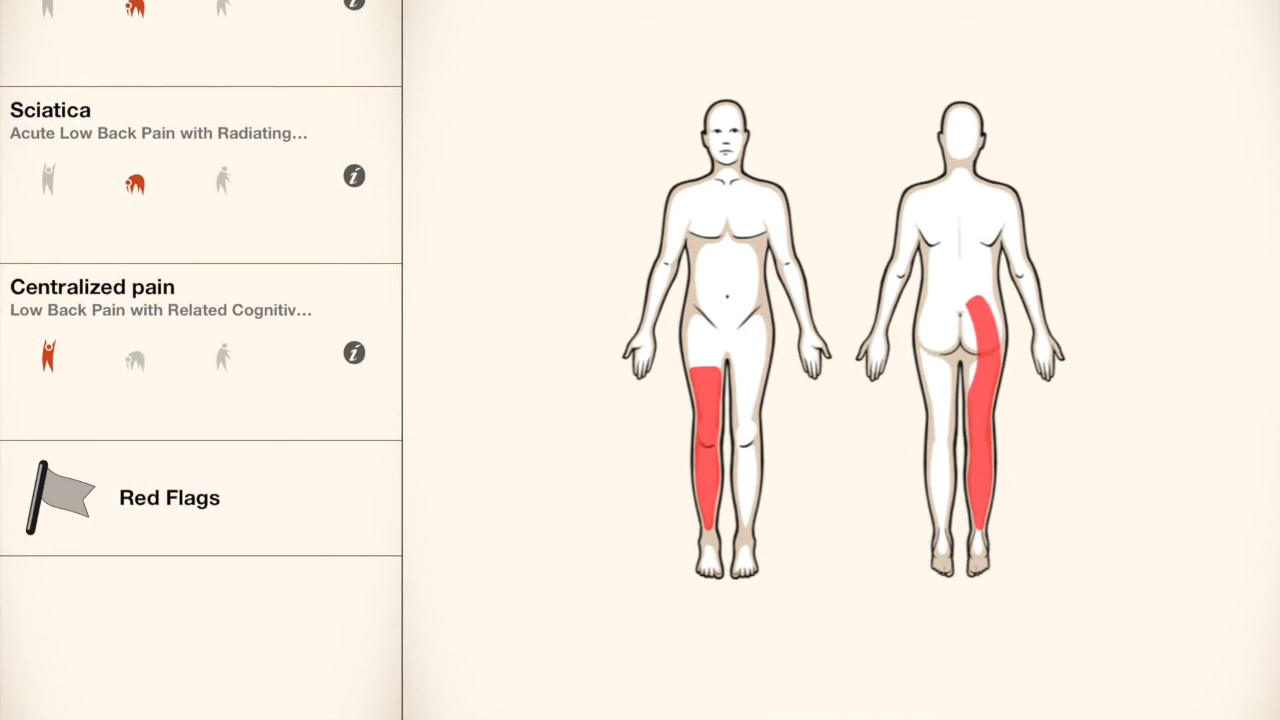 Sciatica
Acute Low Back Pain with Radiating...
i
Centralized pain
Low Back Pain with Related Cognitiv...
i
Red Flags